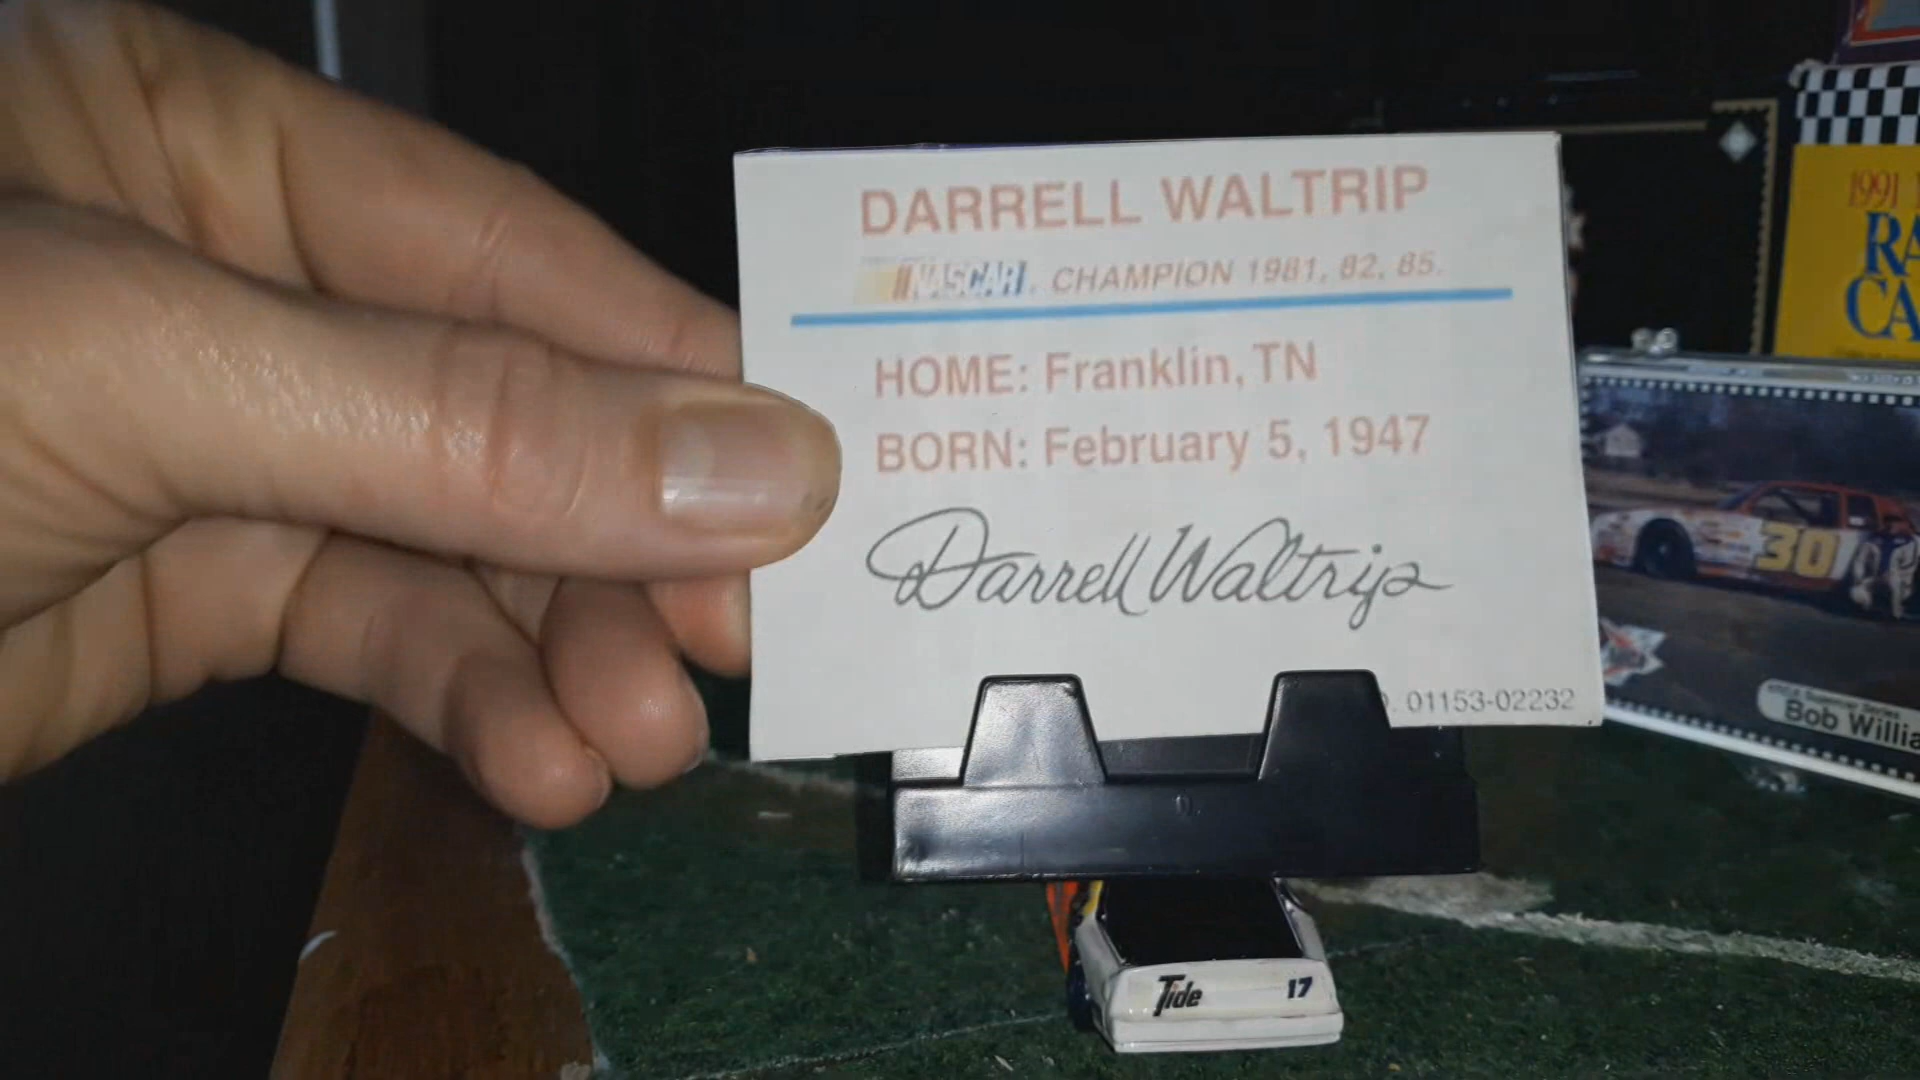 DARRELL WALTRIP
NASCAR. CHAMPION 1981, 82, 85.
HOME: Franklin, TN
BORN: February 5, 1947
Darrell Waltrip
01153-02232
Tide 17
1991
RA
CA
30
Bob Willia